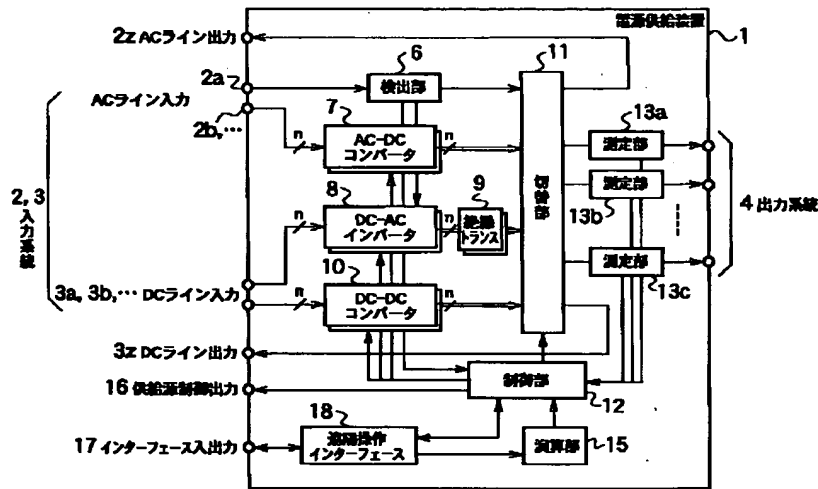 電源供給装置
1
2z ACライン出力
6
11
2a
検出部
ACライン入力
7
2b,…
n
AC-DC
コンバータ
n
13a
測定部
2, 3
入力系統
8
9
n
DC-AC
インバータ
n
絶縁
トランス
切替部
測定部
13b
4 出力系統
10
3a, 3b,… DCライン入力
n
DC-DC
コンバータ
n
測定部
13c
3z DCライン出力
16 供給源制御出力
制御部
12
18
17 インターフェース入出力
遠隔操作
インターフェース
演算部
15